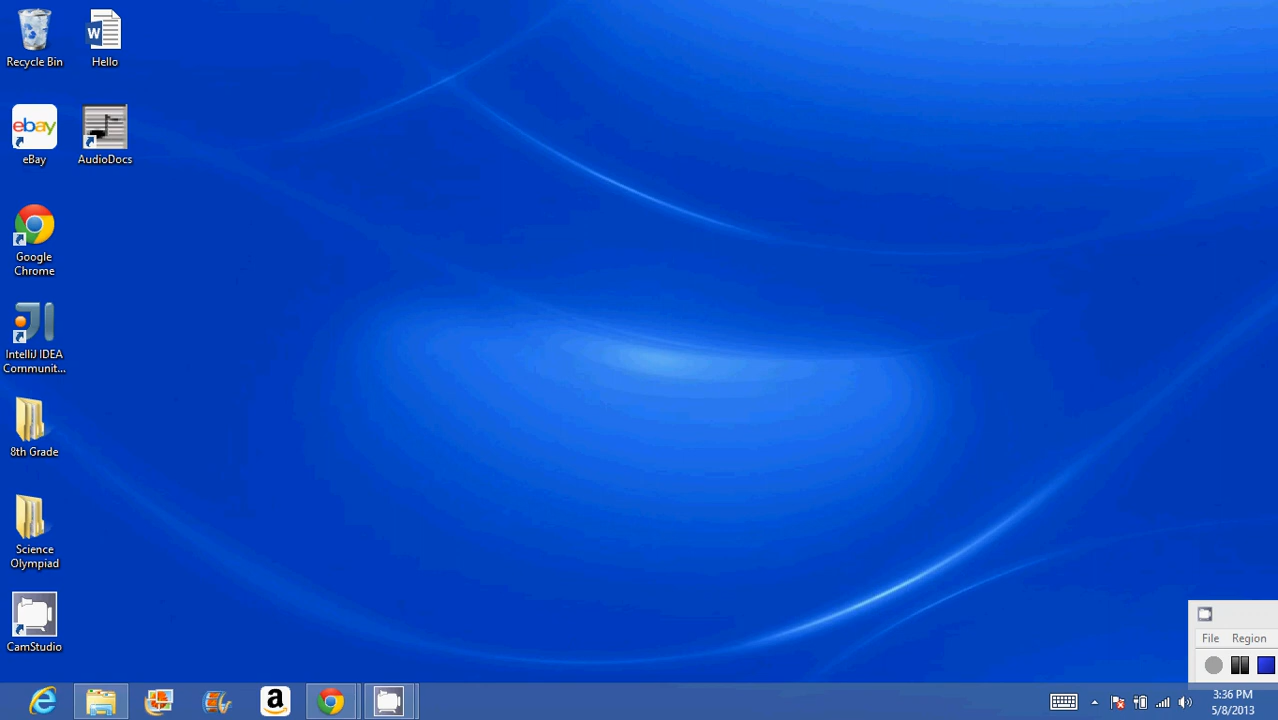 Recycle Bin
Hello
ebay
eBay
AudioDocs
Google
Chrome
IntelliJ IDEA
Communit...
8th Grade
Science
Olympiad
CamStudio
File Region
3:36 PM
5/8/2013